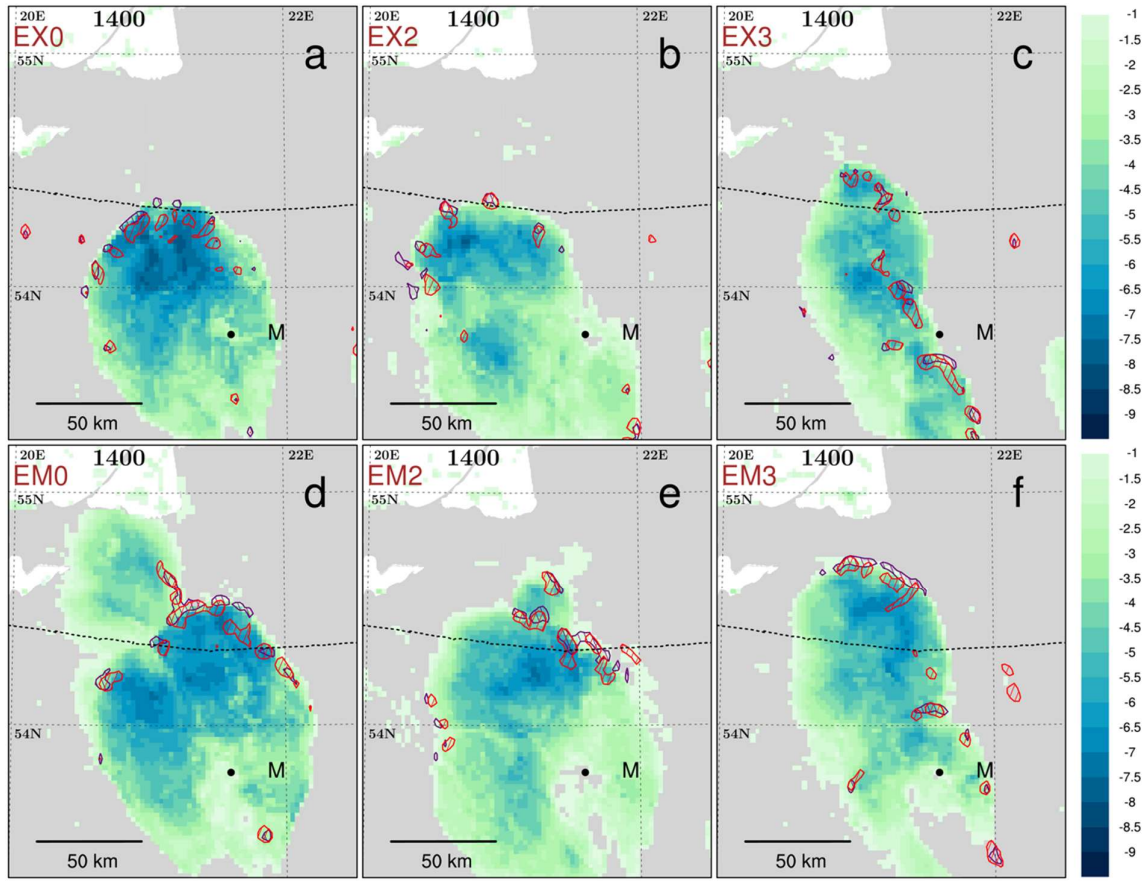 20E 1400 22E
EX0 a
55N
54N
M
50 km
20E 1400 22E
EX2 b
55N
54N
M
50 km
20E 1400 22E
EX3 c
55N
54N
M
50 km
-1
-1.5
-2
-2.5
-3
-3.5
-4
-4.5
-5
-5.5
-6
-6.5
-7
-7.5
-8
-8.5
-9
20E 1400 22E
EM0 d
55N
54N
M
50 km
20E 1400 22E
EM2 e
55N
54N
M
50 km
20E 1400 22E
EM3 f
55N
54N
M
50 km
-1
-1.5
-2
-2.5
-3
-3.5
-4
-4.5
-5
-5.5
-6
-6.5
-7
-7.5
-8
-8.5
-9